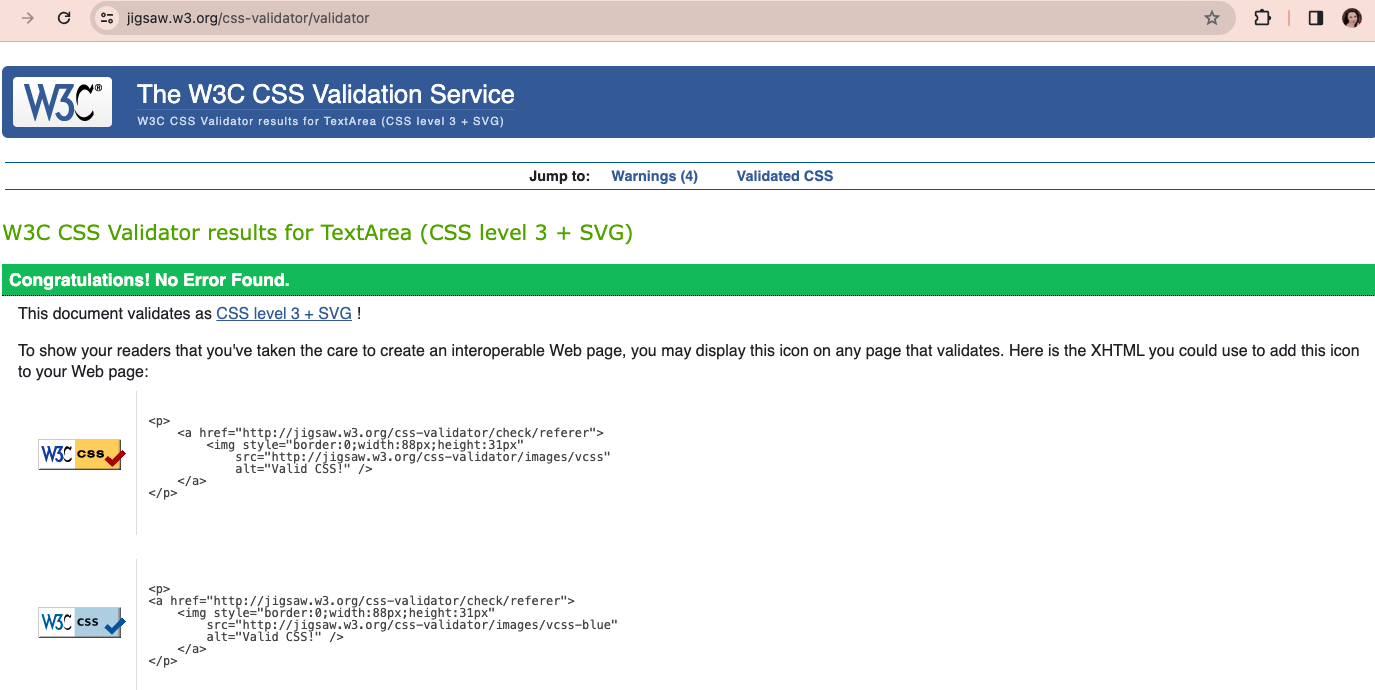 jigsaw.w3.org/css-validator/validator
W3C®
The W3C CSS Validation Service
W3C CSS Validator results for TextArea (CSS level 3 + SVG)
Jump to: Warnings (4) Validated CSS
W3C CSS Validator results for TextArea (CSS level 3 + SVG)
Congratulations! No Error Found.
This document validates as CSS level 3 + SVG !
To show your readers that you've taken the care to create an interoperable Web page, you may display this icon on any page that validates. Here is the XHTML you could use to add this icon
to your Web page:
W3C css
<p>
    <a href="http://jigsaw.w3.org/css-validator/check/referer">
        <img style="border:0;width:88px;height:31px"
            src="http://jigsaw.w3.org/css-validator/images/vcss"
            alt="Valid CSS!" />
    </a>
</p>
W3C css
<p>
<a href="http://jigsaw.w3.org/css-validator/check/referer">
    <img style="border:0;width:88px;height:31px"
        src="http://jigsaw.w3.org/css-validator/images/vcss-blue"
        alt="Valid CSS!" />
    </a>
</p>